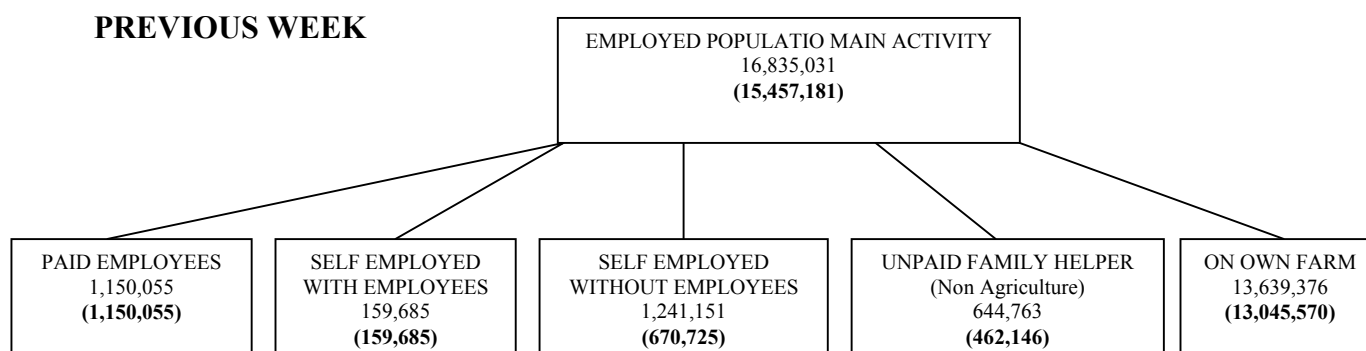 PREVIOUS WEEK
EMPLOYED POPULATIO MAIN ACTIVITY
16,835,031
(15,457,181)
PAID EMPLOYEES
1,150,055
(1,150,055)
SELF EMPLOYED
WITH EMPLOYEES
159,685
(159,685)
SELF EMPLOYED
WITHOUT EMPLOYEES
1,241,151
(670,725)
UNPAID FAMILY HELPER
(Non Agriculture)
644,763
(462,146)
ON OWN FARM
13,639,376
(13,045,570)